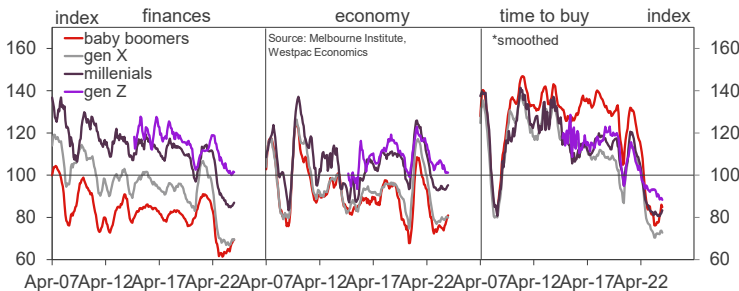 index finances economy time to buy index
160 160
140 140
120 120
100 100
80 80
60 60
baby boomers
gen X
millenials
gen Z
Source: Melbourne Institute,
Westpac Economics
*smoothed
Apr-07 Apr-12 Apr-17 Apr-22 Apr-07 Apr-12 Apr-17 Apr-22 Apr-07 Apr-12 Apr-17 Apr-22